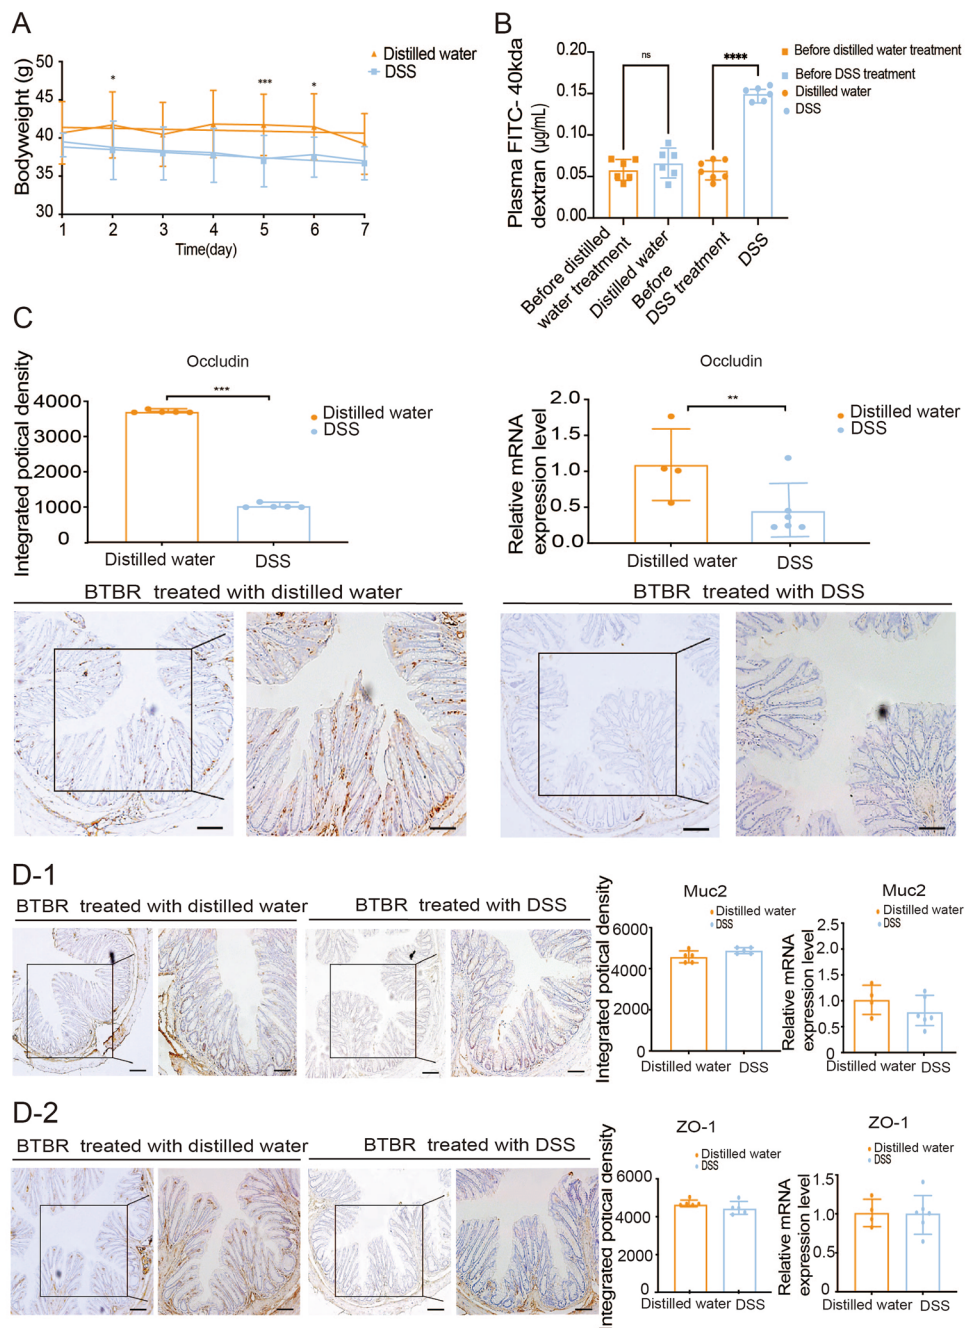 A
Distilled water
DSS
Bodyweight (g)
50
45
40
35
30
*
***
*
1 2 3 4 5 6 7
Time(day)
B
Before distilled water treatment
Before DSS treatment
Distilled water
DSS
Plasma FITC- 40kda
dextran (μg/mL)
0.20
0.15
0.10
0.05
0.00
ns
****
Before distilled
water treatment
Distilled water
Before
DSS treatment
DSS
C
Occludin
Integrated potical density
4000
3000
2000
1000
0
***
Distilled water
DSS
Distilled water DSS
Occludin
Relative mRNA
expression level
2.0
1.5
1.0
0.5
0.0
**
Distilled water
DSS
Distilled water DSS
BTBR treated with distilled water
BTBR treated with DSS
D-1
BTBR treated with distilled water
BTBR treated with DSS
Muc2
Distilled water
DSS
Integrated potical density
6000
4000
2000
0
Distilled water DSS
Muc2
Distilled water
DSS
Relative mRNA
expression level
2.5
2.0
1.5
1.0
0.5
0
Distilled water DSS
D-2
BTBR treated with distilled water
BTBR treated with DSS
ZO-1
Distilled water
DSS
Integrated potical density
6000
4000
2000
0
Distilled water DSS
ZO-1
Distilled water
DSS
Relative mRNA
expression level
1.5
1.0
0.5
0
Distilled water DSS